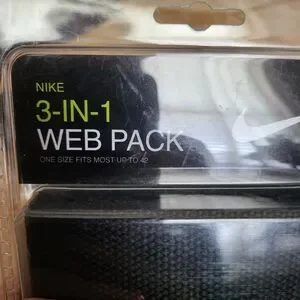 NIKE
3-IN-1
WEB PACK
ONE SIZE FITS MOST UP TO 42